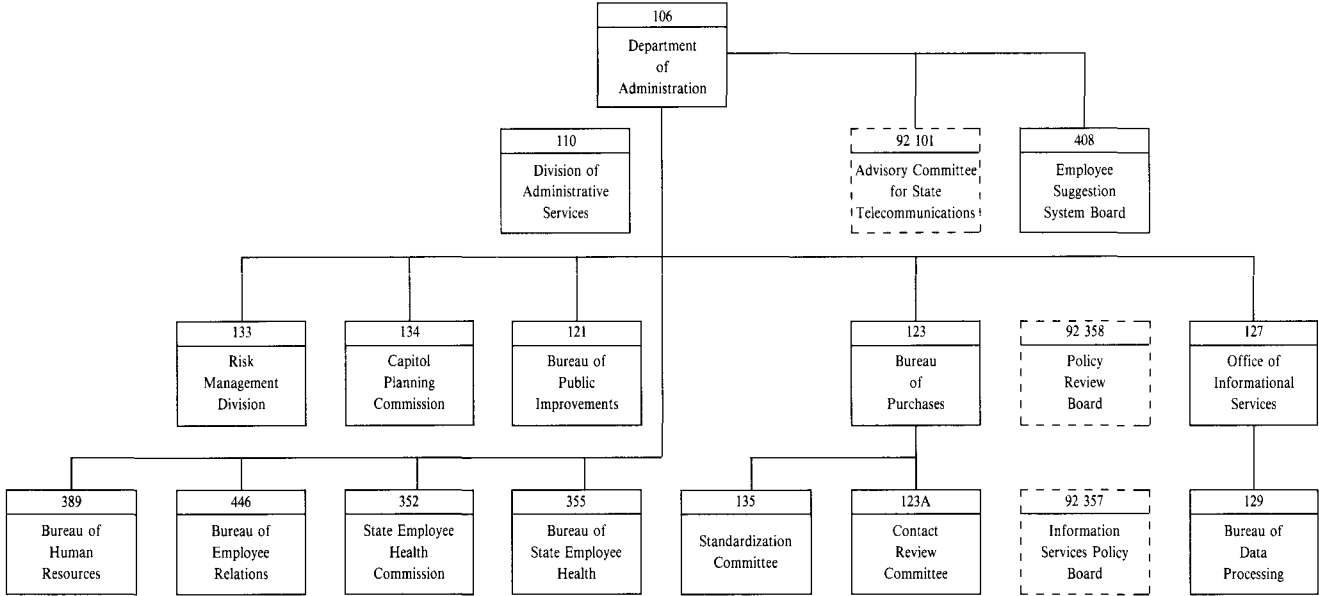 106
Department
of
Administration
110
Division of
Administrative
Services
92 101
Advisory Committee
for State
Telecommunications
408
Employee
Suggestion
System Board
133
Risk
Management
Division
134
Capitol
Planning
Commission
121
Bureau of
Public
Improvements
123
Bureau
of
Purchases
92 358
Policy
Review
Board
127
Office of
Informational
Services
389
Bureau of
Human
Resources
446
Bureau of
Employee
Relations
352
State Employee
Health
Commission
355
Bureau of
State Employee
Health
135
Standardization
Committee
123A
Contact
Review
Committee
92 357
Information
Services Policy
Board
129
Bureau of
Data
Processing